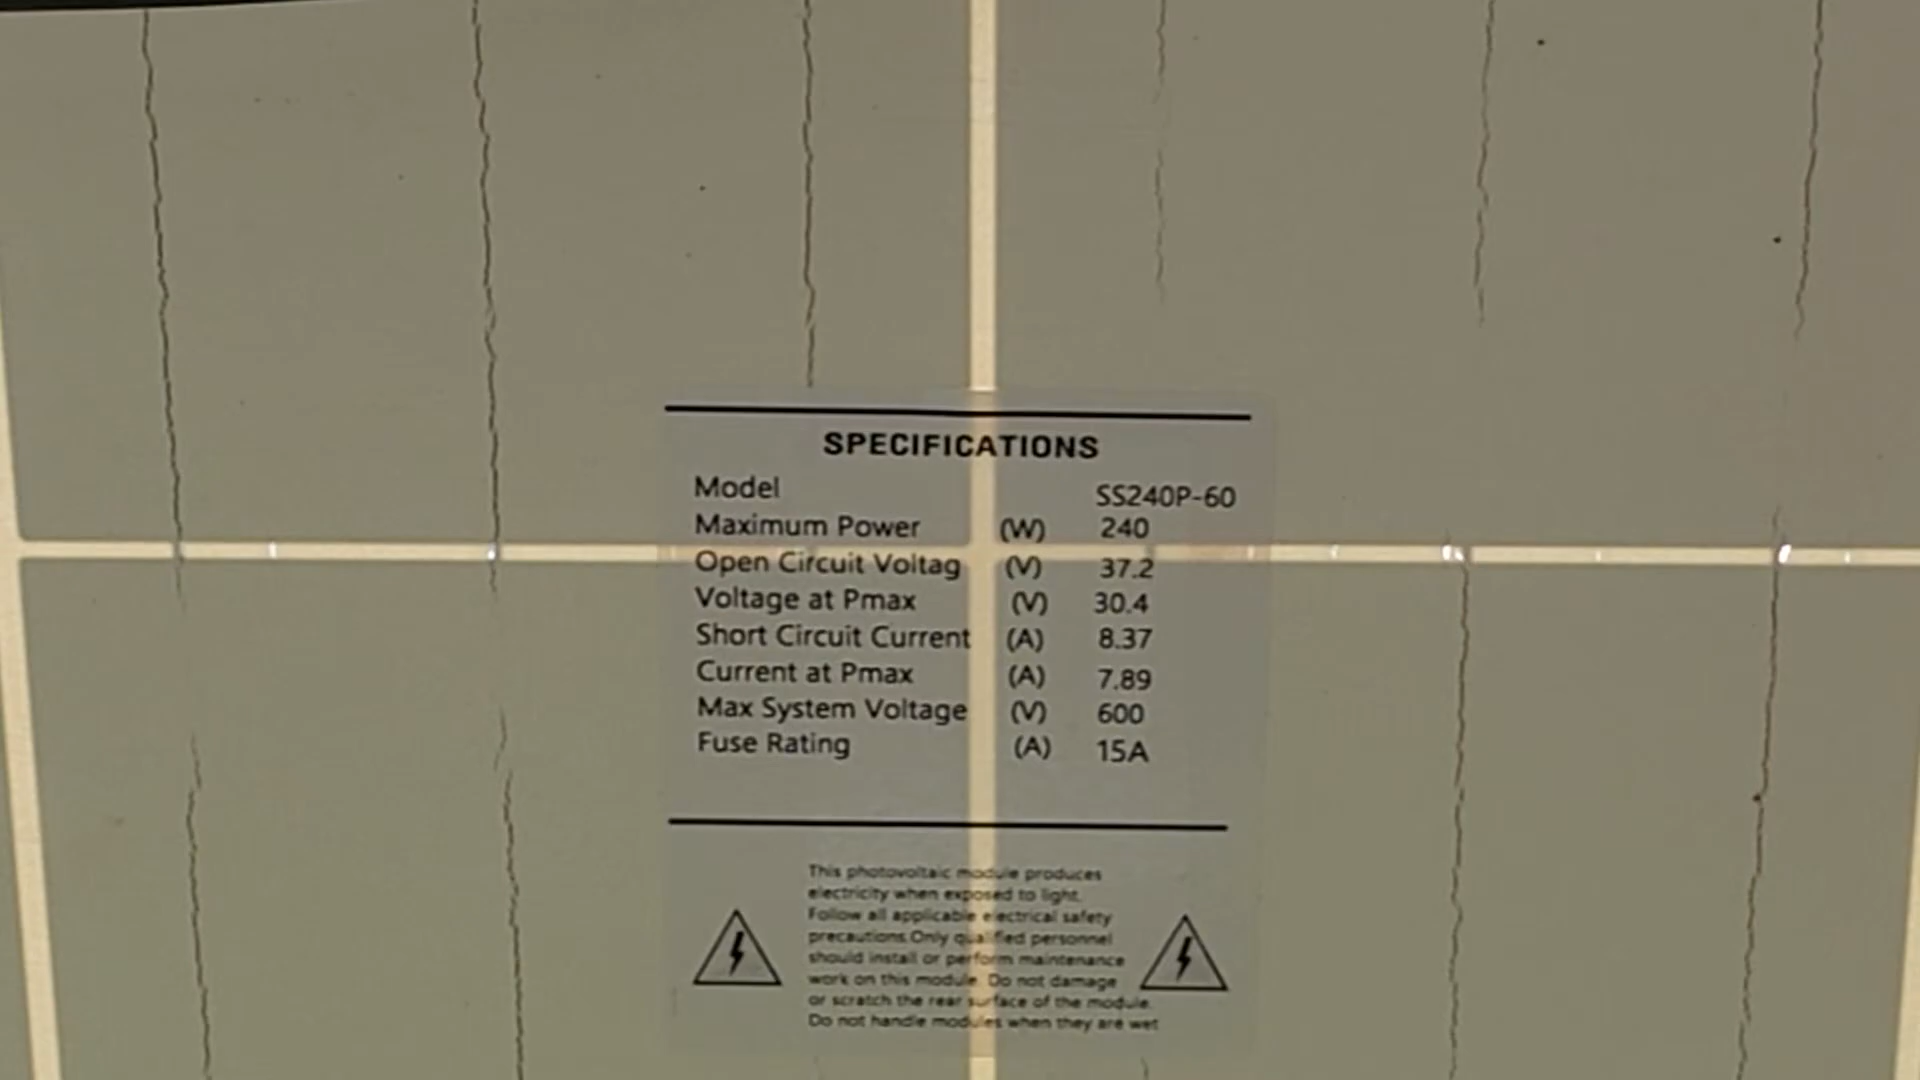 SPECIFICATIONS
Model SS240P-60
Maximum Power (W) 240
Open Circuit Voltag (V) 37.2
Voltage at Pmax (V) 30.4
Short Circuit Current (A) 8.37
Current at Pmax (A) 7.89
Max System Voltage (V) 600
Fuse Rating (A) 15A
This photovoltaic module produces
electricity when exposed to light.
Follow all applicable electrical safety
precautions.Only qualified personnel
should install or perform maintenance
work on this module. Do not damage
or scratch the rear surface of the module.
Do not handle modules when they are wet